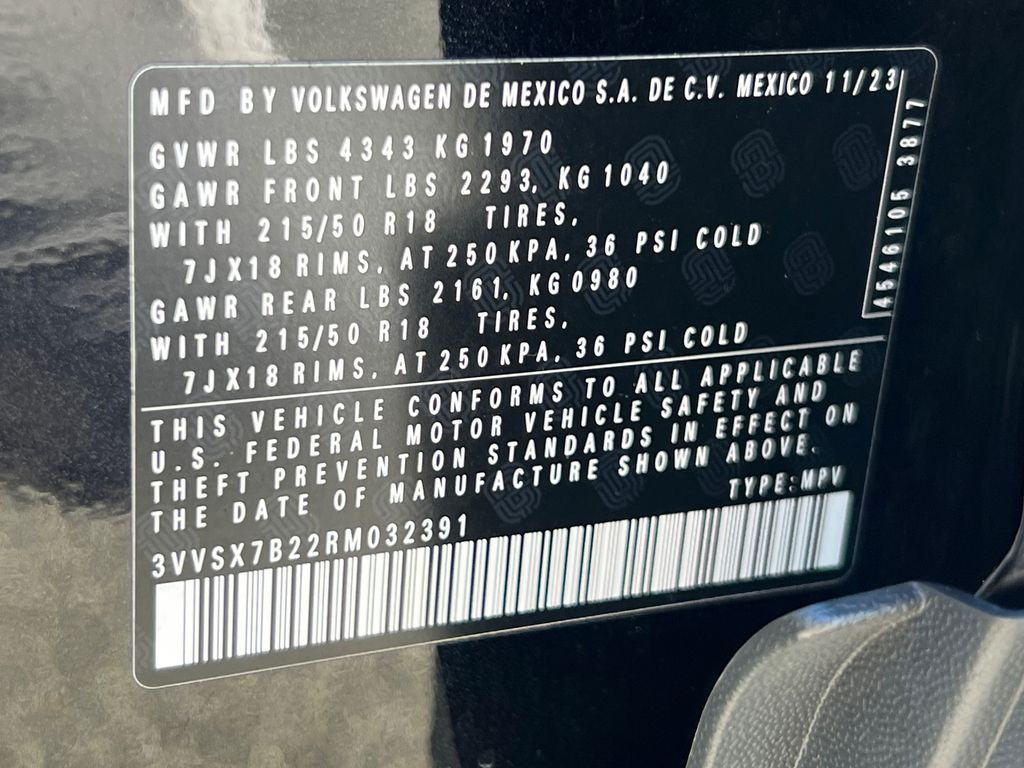 MFD BY VOLKSWAGEN DE MEXICO S.A. DE C.V. MEXICO 11/23
GVWR LBS 4343 KG 1970
GAWR FRONT LBS 2293, KG 1040
WITH 215/50 R18 TIRES,
7JX18 RIMS, AT 250 KPA, 36 PSI COLD
GAWR REAR LBS 2161, KG 0980
WITH 215/50 R18 TIRES,
7JX18 RIMS, AT 250 KPA, 36 PSI COLD
4546105 3877
THIS VEHICLE CONFORMS TO ALL APPLICABLE
U.S. FEDERAL MOTOR VEHICLE SAFETY AND
THEFT PREVENTION STANDARDS IN EFFECT ON
THE DATE OF MANUFACTURE SHOWN ABOVE.
TYPE:MPV
3VVSX7B22RM032391